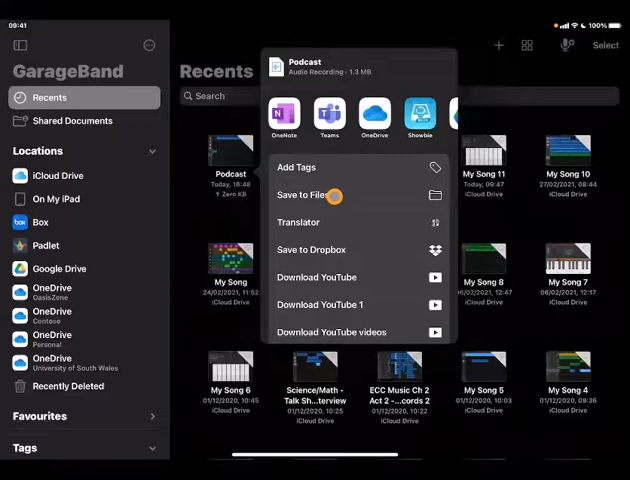 09:41
100%
GarageBand
Recents
Shared Documents
Locations
iCloud Drive
On My iPad
Box
box
Padlet
Google Drive
OneDrive
OasisZone
OneDrive
Contoso
OneDrive
Personal
OneDrive
University of South Wales
Recently Deleted
Favourites
Tags
Recents
Select
Search
Podcast
Audio Recording · 1.3 MB
OneNote
Teams
OneDrive
Showbie
Add Tags
Save to Files
Translator
Save to Dropbox
Download YouTube
Download YouTube 1
Download YouTube videos
Podcast
Today, 16:48
↑ Zero KB
My Song 11
Today, 09:47
iCloud Drive
My Song 10
27/02/2021, 08:44
iCloud Drive
My Song
24/02/2021, 11:52
iCloud Drive
My Song 8
06/02/2021, 12:17
iCloud Drive
My Song 7
06/02/2021, 12:17
iCloud Drive
My Song 6
01/12/2020, 10:45
iCloud Drive
Science/Math -
Talk Sh...terview
01/12/2020, 10:25
iCloud Drive
ECC Music Ch 2
Act 2 -...cords 2
01/12/2020, 10:22
iCloud Drive
My Song 5
01/12/2020, 10:03
iCloud Drive
My Song 4
01/12/2020, 09:36
iCloud Drive